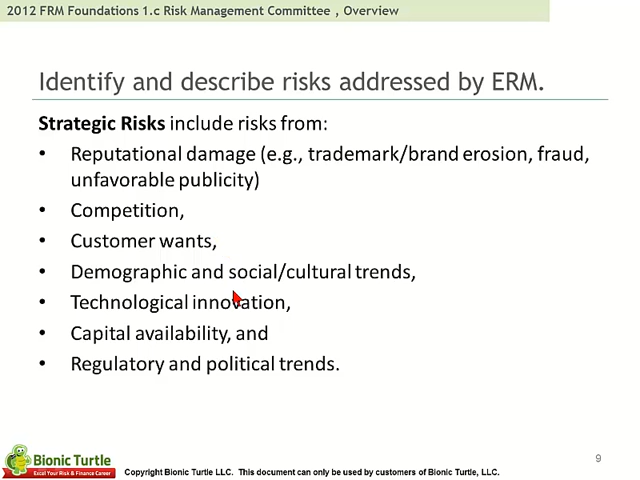 2012 FRM Foundations 1.c Risk Management Committee , Overview
Identify and describe risks addressed by ERM.
Strategic Risks include risks from:
• Reputational damage (e.g., trademark/brand erosion, fraud,
unfavorable publicity)
• Competition,
• Customer wants,
• Demographic and social/cultural trends,
• Technological innovation,
• Capital availability, and
• Regulatory and political trends.
9
Bionic Turtle
Excel Your Risk & Finance Career
Copyright Bionic Turtle LLC. This document can only be used by customers of Bionic Turtle, LLC.